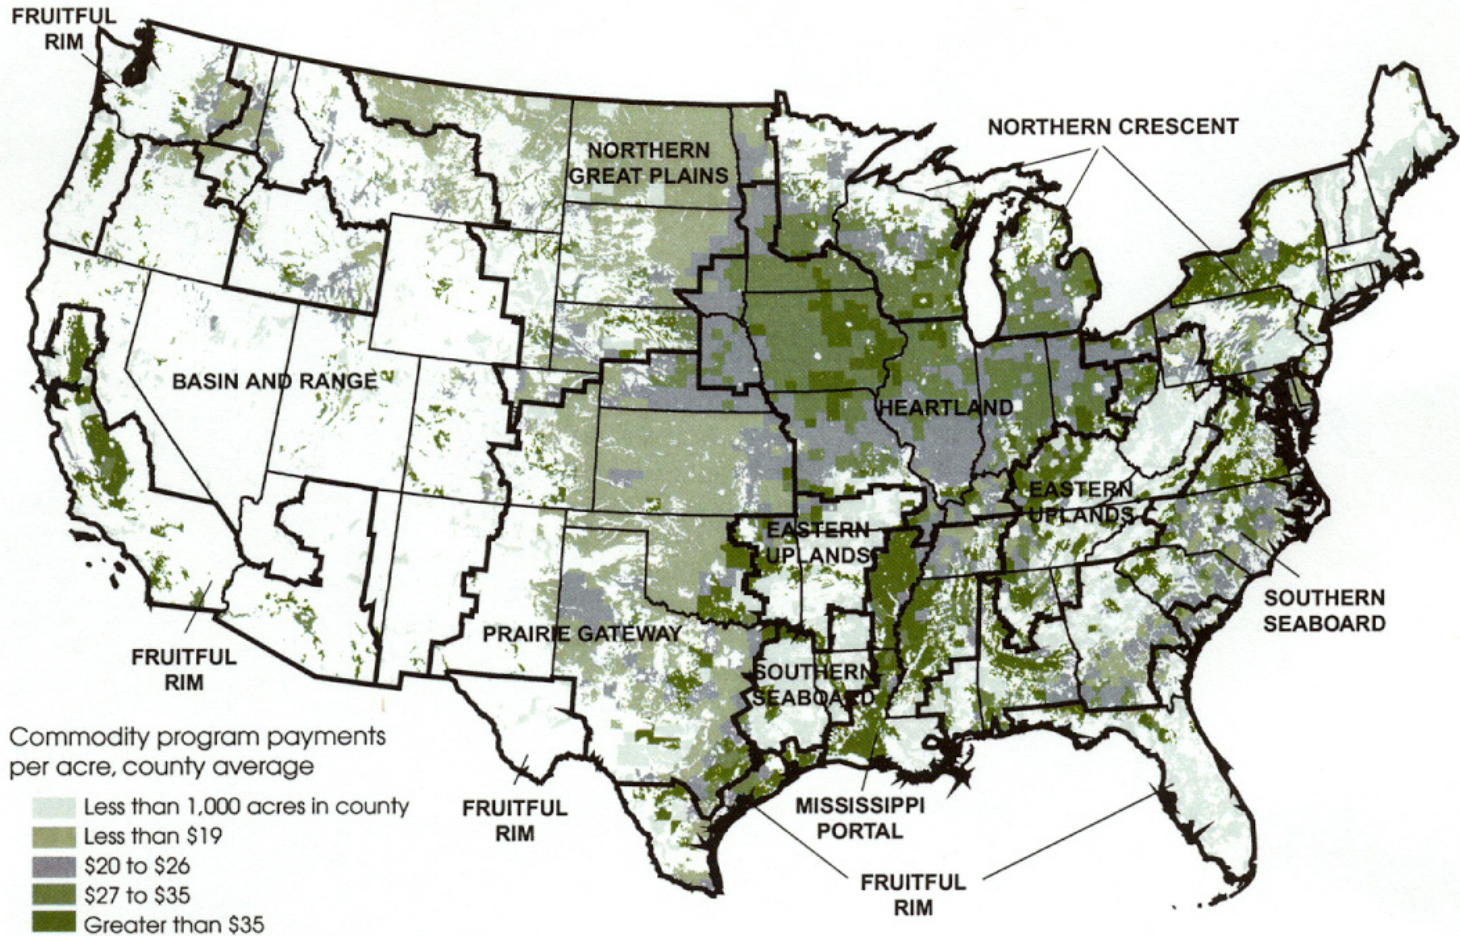 FRUITFUL
RIM
NORTHERN CRESCENT
NORTHERN
GREAT PLAINS
BASIN AND RANGE
HEARTLAND
EASTERN
UPLANDS
EASTERN
UPLANDS
SOUTHERN
SEABOARD
PRAIRIE GATEWAY
FRUITFUL
RIM
SOUTHERN
SEABOARD
Commodity program payments
per acre, county average
Less than 1,000 acres in county
Less than $19
$20 to $26
$27 to $35
Greater than $35
FRUITFUL
RIM
MISSISSIPPI
PORTAL
FRUITFUL
RIM